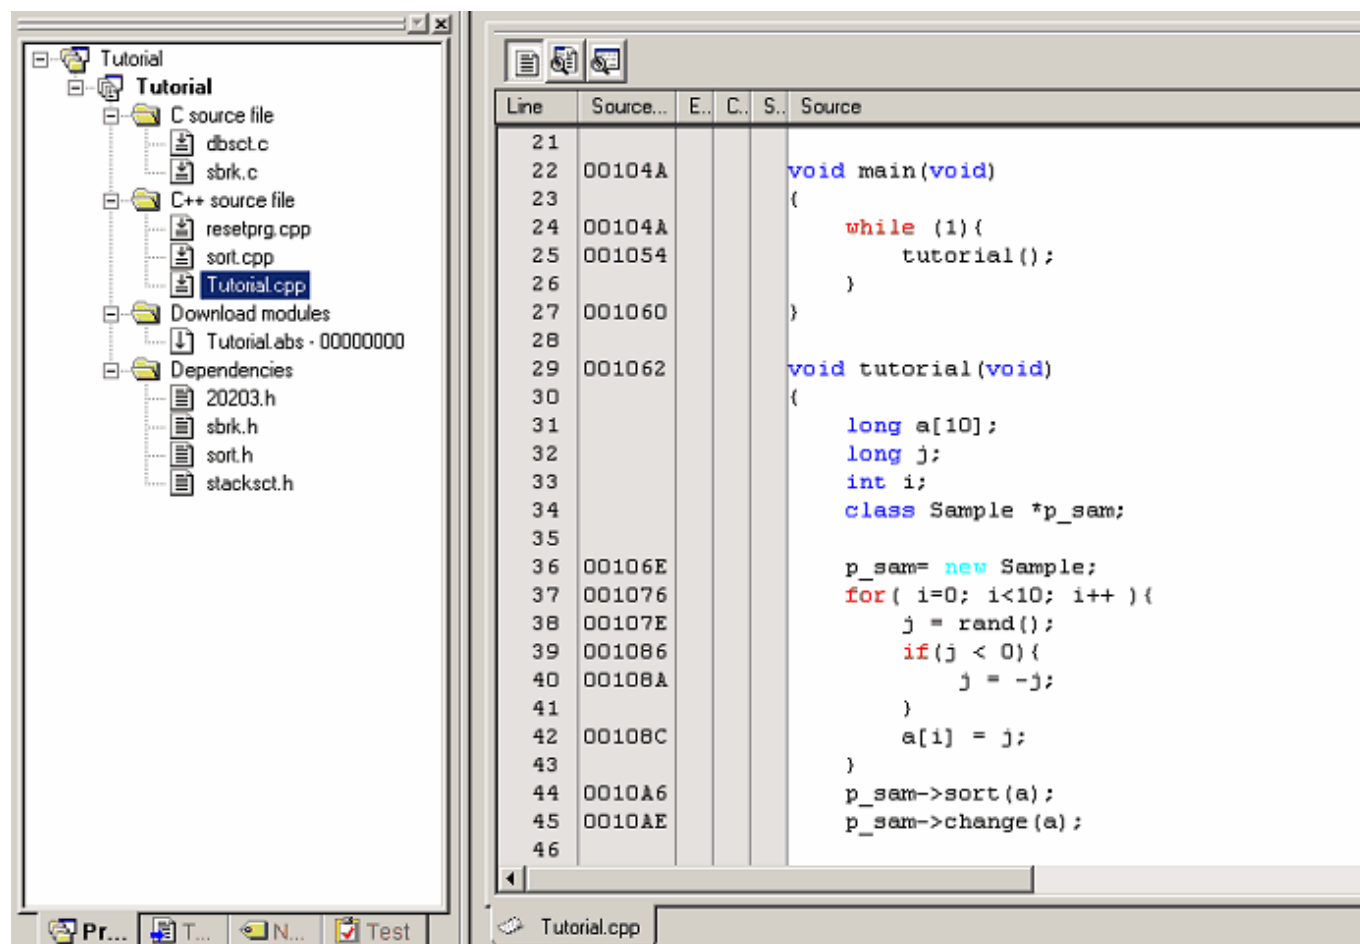 Tutorial
Tutorial
C source file
dbsct.c
sbrk.c
C++ source file
resetprg.cpp
sort.cpp
Tutorial.cpp
Download modules
Tutorial.abs - 00000000
Dependencies
20203.h
sbrk.h
sort.h
stacksct.h
Pr... T... N... Test
Line Source... E.. C.. S.. Source
21
22 00104A void main(void)
23 {
24 00104A while (1){
25 001054 tutorial();
26 }
27 001060 }
28
29 001062 void tutorial(void)
30 {
31 long a[10];
32 long j;
33 int i;
34 class Sample *p_sam;
35
36 00106E p_sam= new Sample;
37 001076 for( i=0; i<10; i++ ){
38 00107E j = rand();
39 001086 if(j < 0){
40 00108A j = -j;
41 }
42 00108C a[i] = j;
43 }
44 0010A6 p_sam->sort(a);
45 0010AE p_sam->change(a);
46
Tutorial.cpp